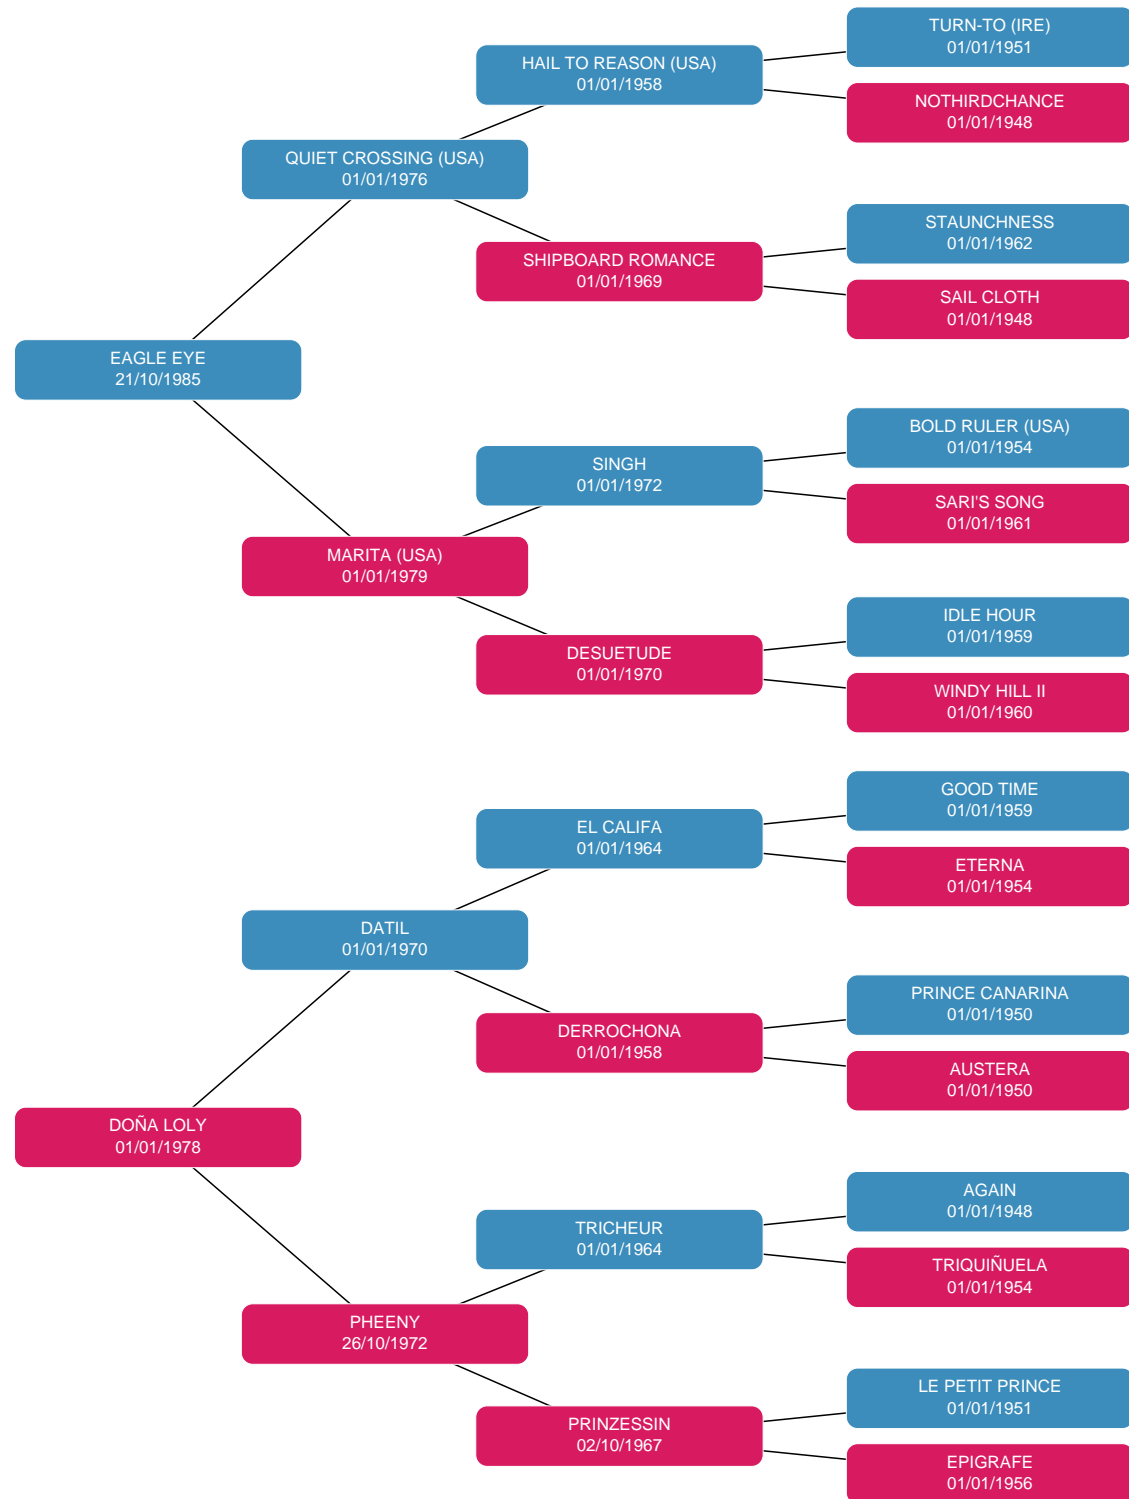 TURN-TO (IRE)
01/01/1951
HAIL TO REASON (USA)
01/01/1958
NOTHIRDCHANCE
01/01/1948
QUIET CROSSING (USA)
01/01/1976
STAUNCHNESS
01/01/1962
SHIPBOARD ROMANCE
01/01/1969
SAIL CLOTH
01/01/1948
EAGLE EYE
21/10/1985
BOLD RULER (USA)
01/01/1954
SINGH
01/01/1972
SARI'S SONG
01/01/1961
MARITA (USA)
01/01/1979
IDLE HOUR
01/01/1959
DESUETUDE
01/01/1970
WINDY HILL II
01/01/1960
GOOD TIME
01/01/1959
EL CALIFA
01/01/1964
ETERNA
01/01/1954
DATIL
01/01/1970
PRINCE CANARINA
01/01/1950
DERROCHONA
01/01/1958
AUSTERA
01/01/1950
DOÑA LOLY
01/01/1978
AGAIN
01/01/1948
TRICHEUR
01/01/1964
TRIQUIÑUELA
01/01/1954
PHEENY
26/10/1972
LE PETIT PRINCE
01/01/1951
PRINZESSIN
02/10/1967
EPIGRAFE
01/01/1956